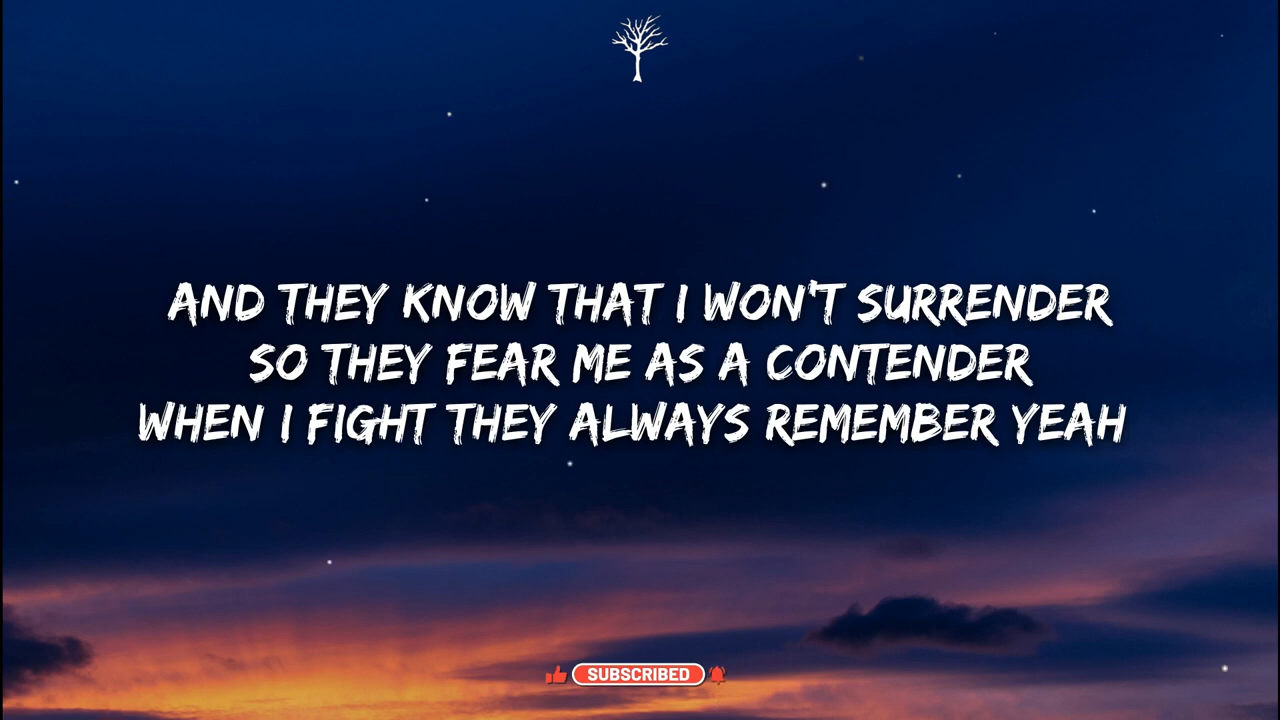 AND THEY KNOW THAT I WON'T SURRENDER
SO THEY FEAR ME AS A CONTENDER
WHEN I FIGHT THEY ALWAYS REMEMBER YEAH
SUBSCRIBED